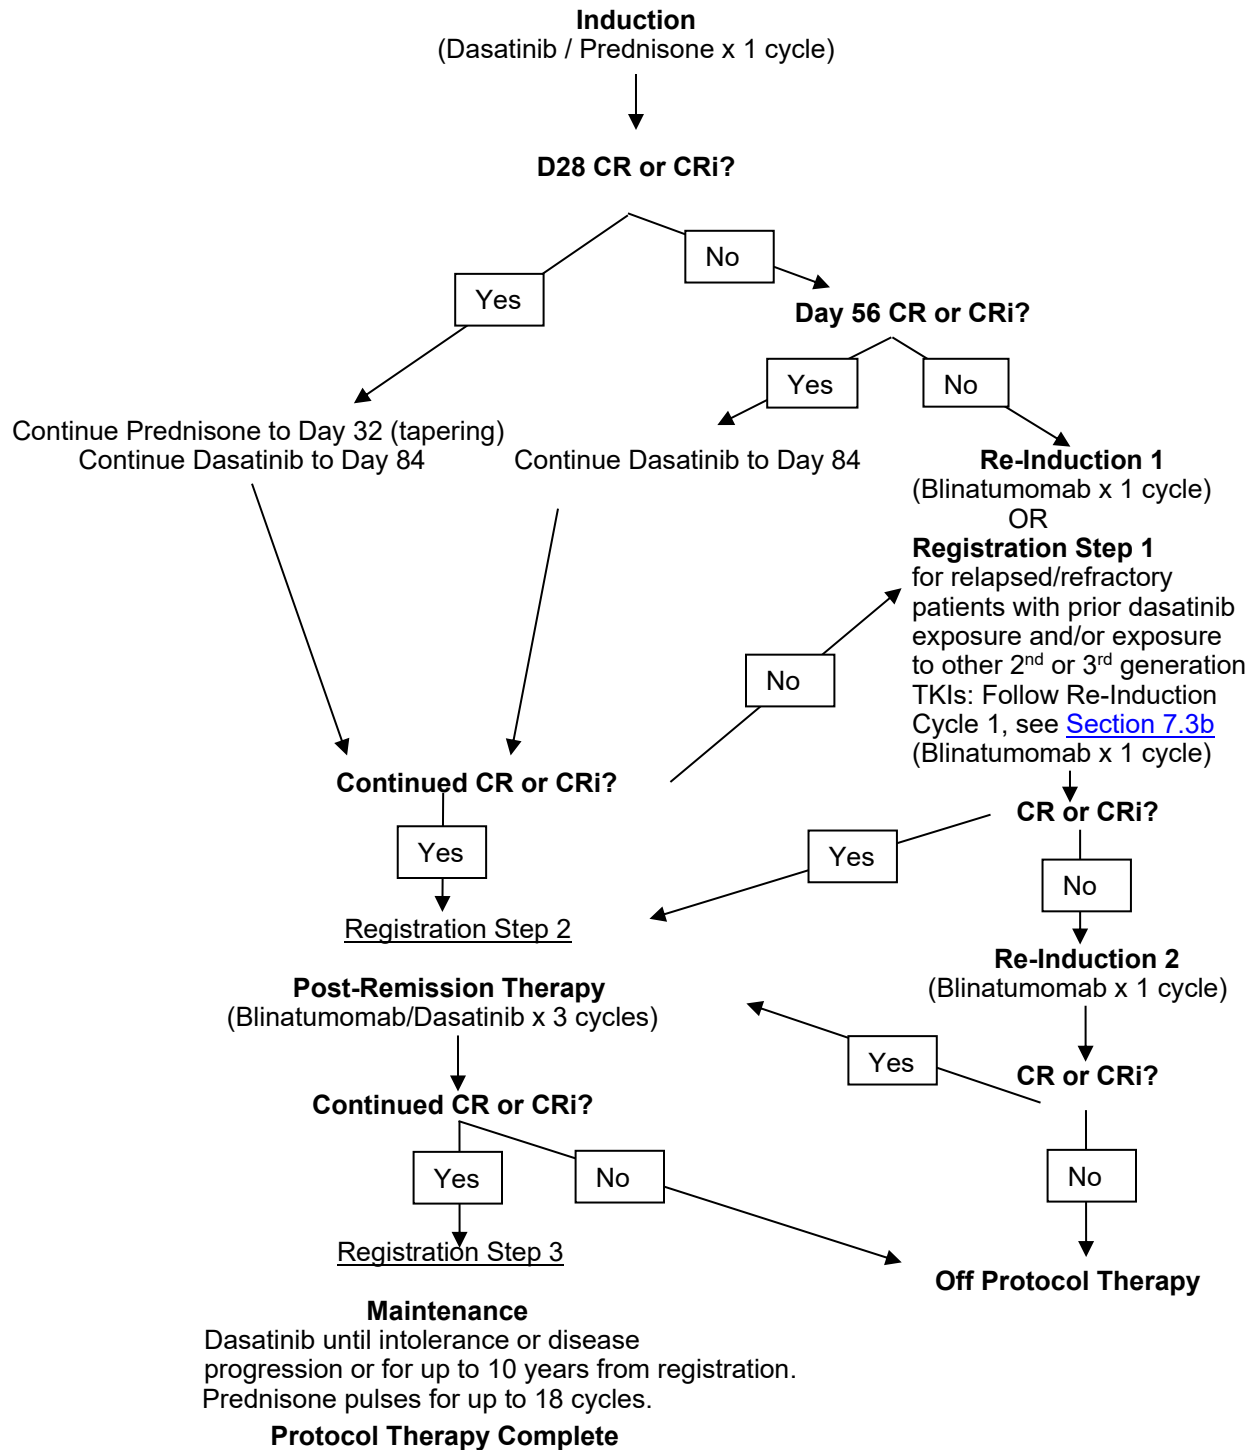 Induction
(Dasatinib / Prednisone x 1 cycle)
D28 CR or CRi?
No
Yes
Day 56 CR or CRi?
Yes
No
Continue Prednisone to Day 32 (tapering)
Continue Dasatinib to Day 84
Continue Dasatinib to Day 84
Re-Induction 1
(Blinatumomab x 1 cycle)
OR
Registration Step 1
for relapsed/refractory
patients with prior dasatinib
exposure and/or exposure
to other 2nd or 3rd generation
TKIs: Follow Re-Induction
Cycle 1, see Section 7.3b
(Blinatumomab x 1 cycle)
No
Continued CR or CRi?
CR or CRi?
Yes
Yes
No
Registration Step 2
Re-Induction 2
(Blinatumomab x 1 cycle)
Post-Remission Therapy
(Blinatumomab/Dasatinib x 3 cycles)
Yes
CR or CRi?
Continued CR or CRi?
Yes
No
No
Registration Step 3
Off Protocol Therapy
Maintenance
Dasatinib until intolerance or disease
progression or for up to 10 years from registration.
Prednisone pulses for up to 18 cycles.
Protocol Therapy Complete